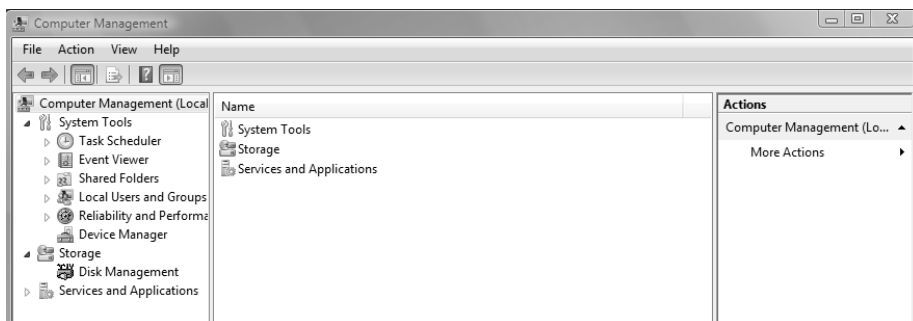 Computer Management
File Action View Help
Computer Management (Local
System Tools
Task Scheduler
Event Viewer
Shared Folders
Local Users and Groups
Reliability and Performa
Device Manager
Storage
Disk Management
Services and Applications
Name
System Tools
Storage
Services and Applications
Actions
Computer Management (Lo...
More Actions